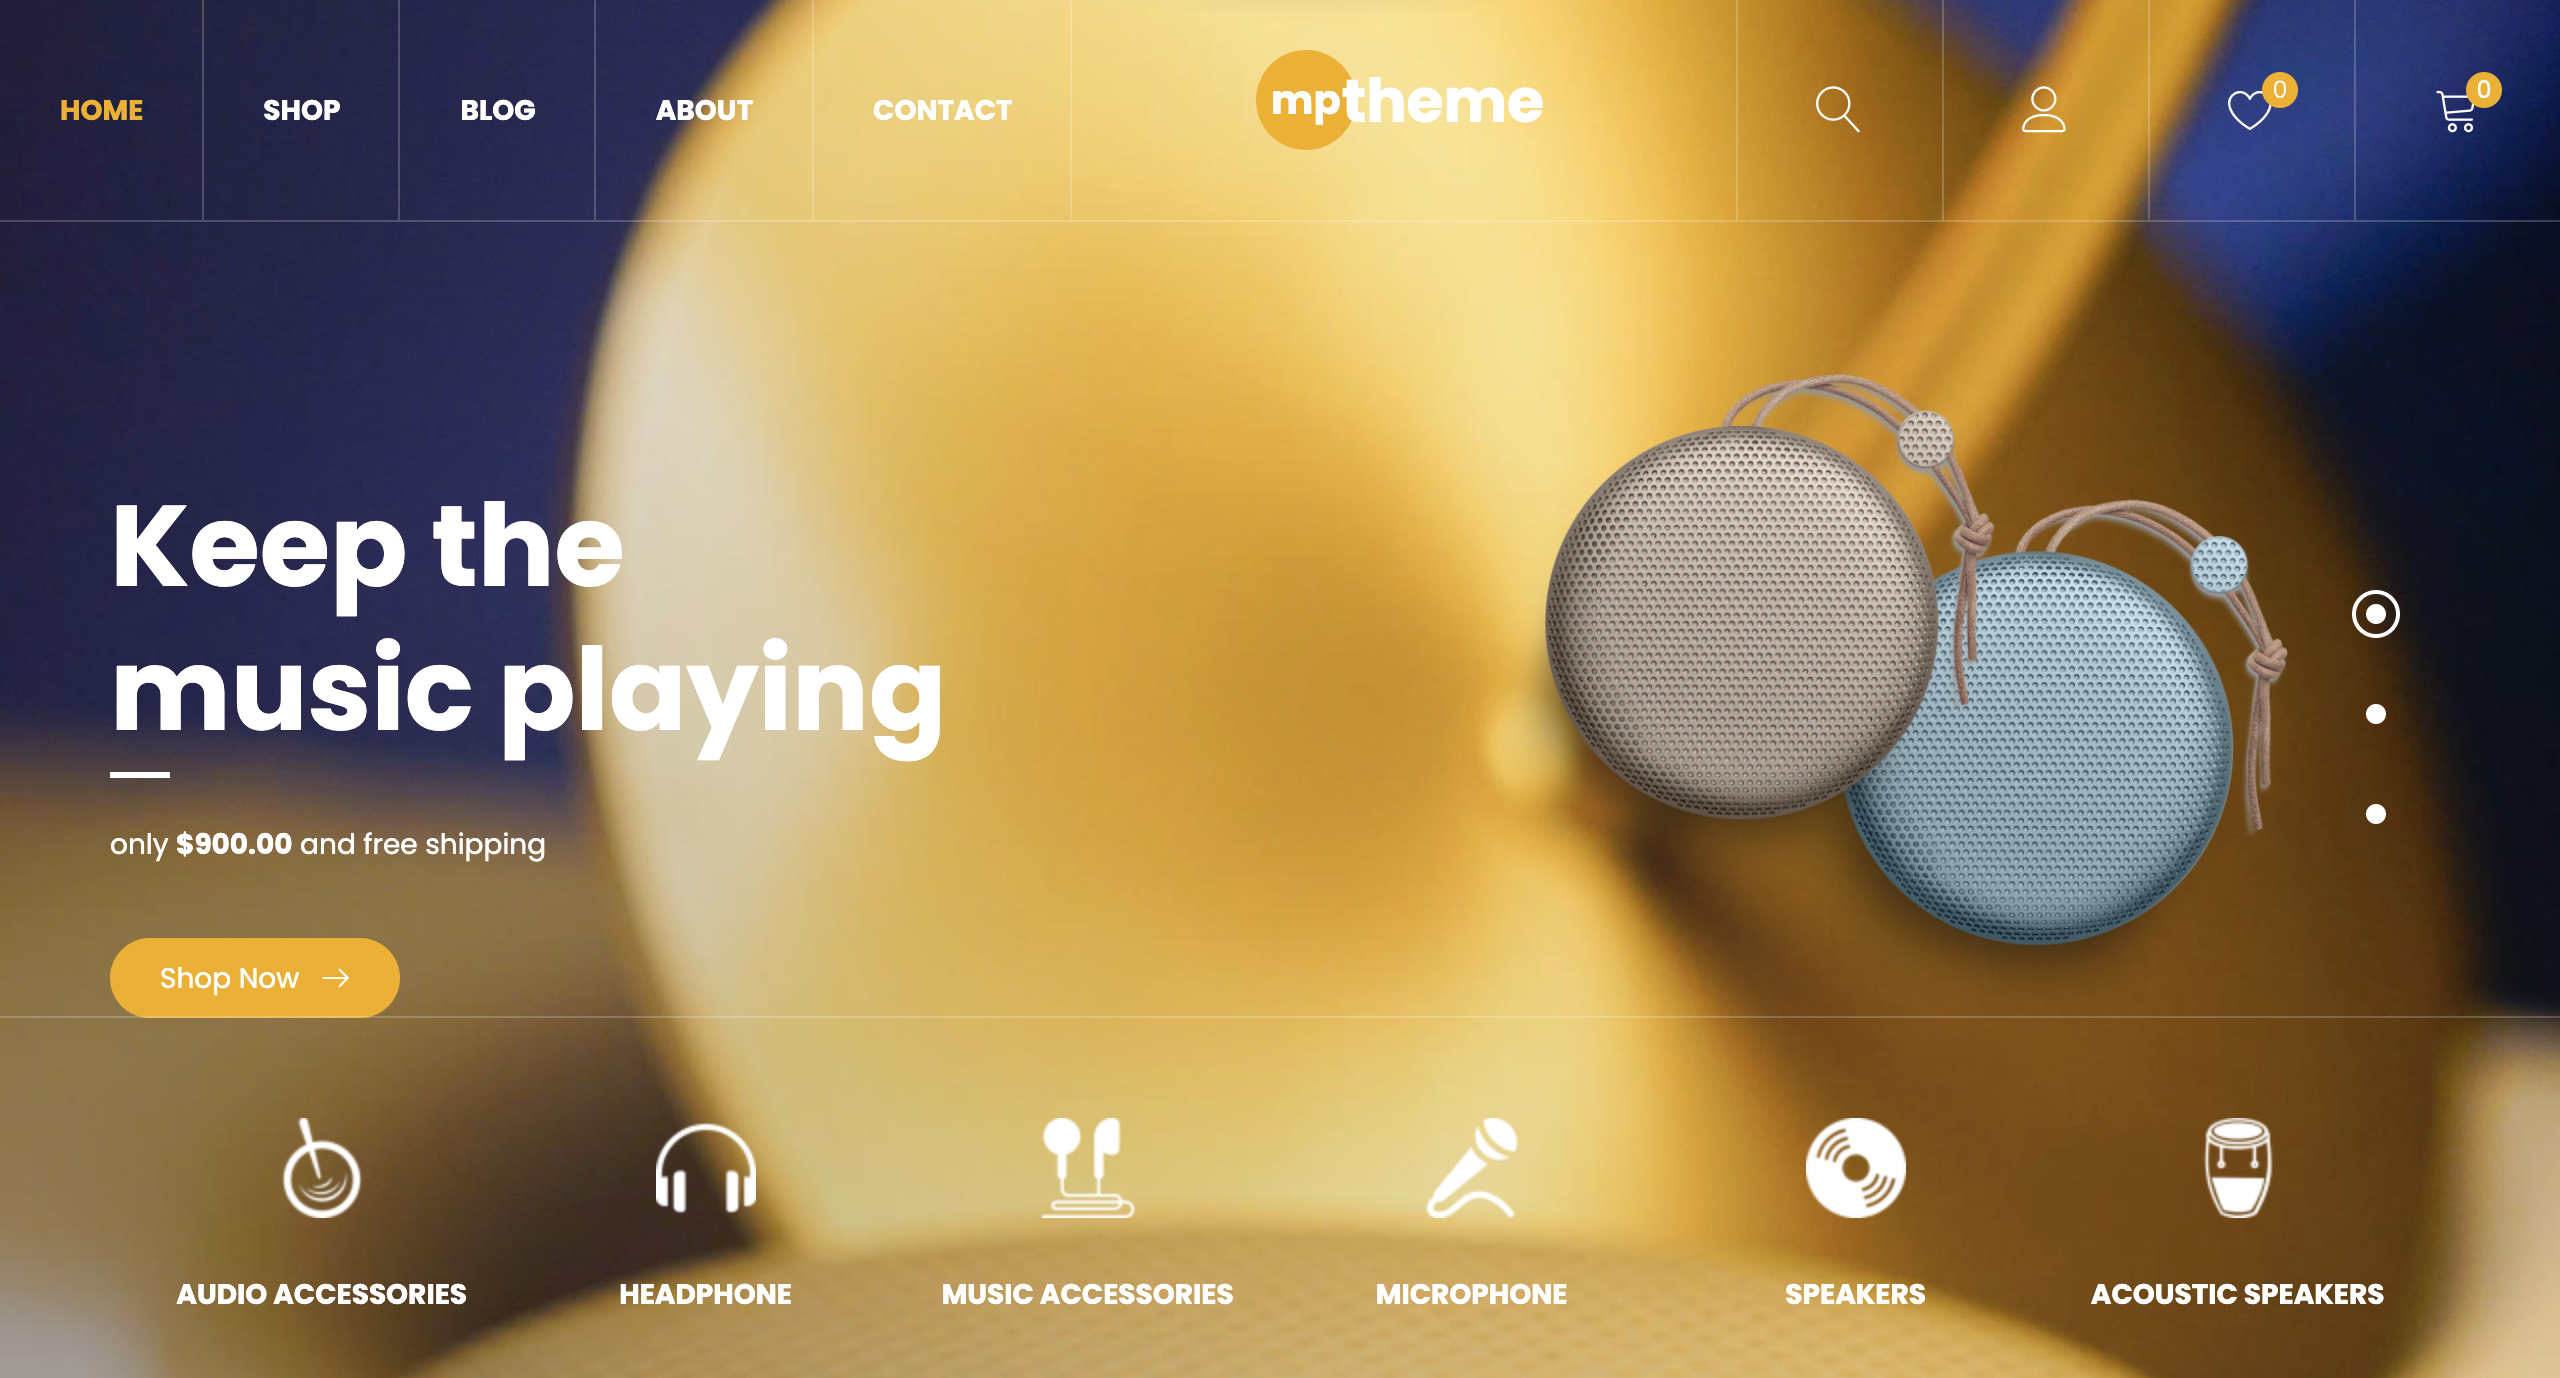 HOME
SHOP
BLOG
ABOUT
CONTACT
mptheme
0
0
Keep the
music playing
only $900.00 and free shipping
Shop Now
AUDIO ACCESSORIES
HEADPHONE
MUSIC ACCESSORIES
MICROPHONE
SPEAKERS
ACOUSTIC SPEAKERS